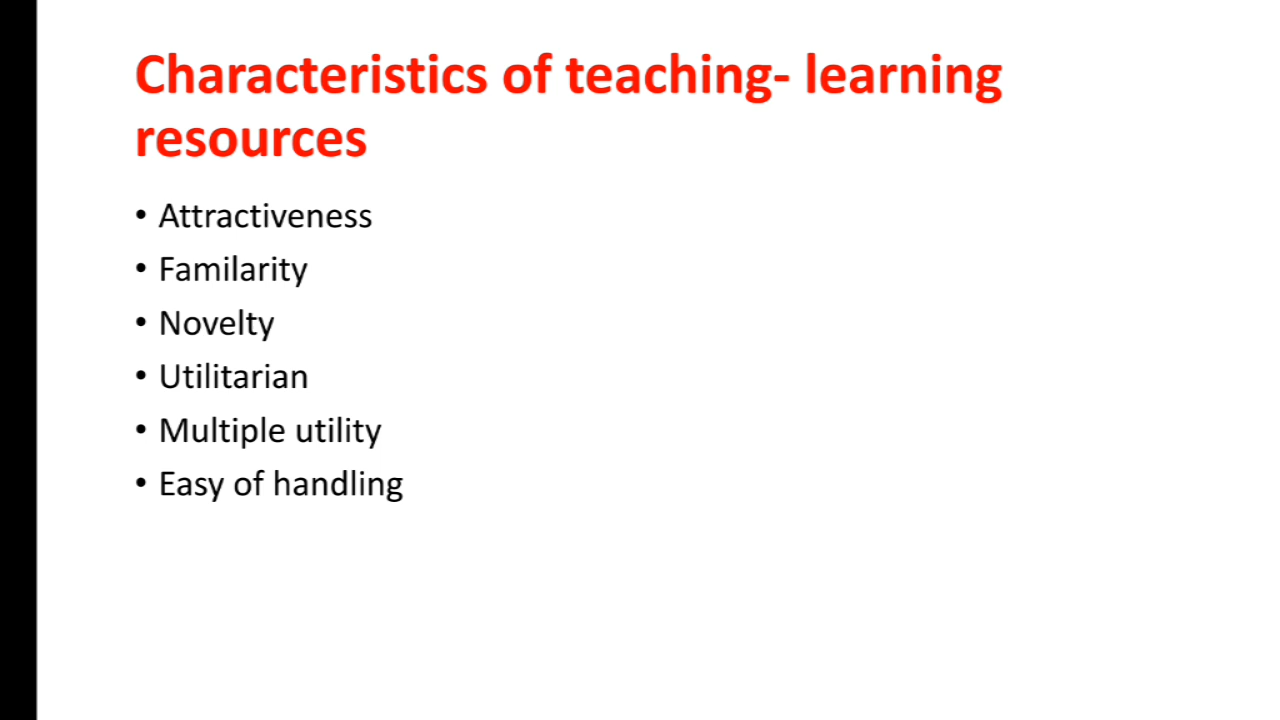 Characteristics of teaching- learning
resources
• Attractiveness
• Familarity
• Novelty
• Utilitarian
• Multiple utility
• Easy of handling